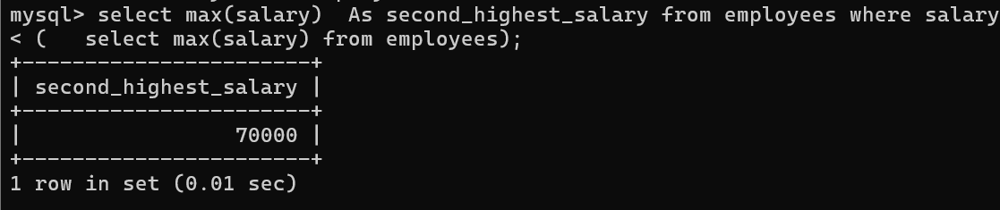 mysql> select max(salary)  As second_highest_salary from employees where salary
< (   select max(salary) from employees);
+-----------------------+
| second_highest_salary |
+-----------------------+
|                 70000 |
+-----------------------+
1 row in set (0.01 sec)